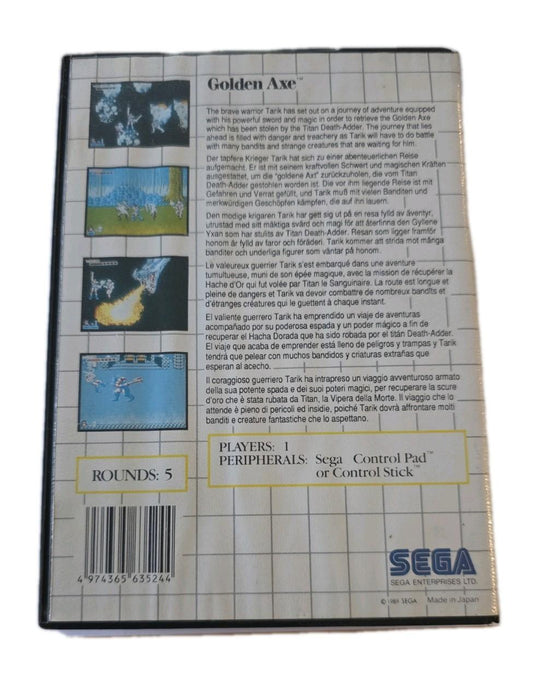 Golden Axe™
The brave warrior Tarik has set out on a journey of adventure equipped
with his powerful sword and magic in order to retrieve the Golden Axe
which has been stolen by the Titan Death-Adder. The journey that lies
ahead is filled with danger and treachery as Tarik will have to do battle
with many bandits and strange creatures that are waiting for him.
Der tapfere Krieger Tarik hat sich zu einer abenteuerlichen Reise
aufgemacht. Er ist mit seinem kraftvollen Schwert und magischen Kräften
ausgestattet, um die "goldene Axt" zurückzuholen, die vom Titan
Death-Adder gestohlen worden ist. Die vor ihm liegende Reise ist mit
Gefahren und Verrat gefüllt, und Tarik muß mit vielen Banditen und
merkwürdigen Geschöpfen kämpfen, die auf ihn lauern.
Den modige krigaren Tarik har gett sig ut på en resa fylld av äventyr,
utrustad med sitt mäktiga svärd och magi för att återfinna den Gyllene
Yxan som har stulits av Titan Death-Adder. Resan som ligger framför
honom är fylld av faror och föräderi. Tarik kommer att strida mot många
banditer och underliga figurer som väntar på honom.
Le valeureux guerrier Tarik s'est embarqué dans une aventure
tumultueuse, muni de son épée magique, avec la mission de récupérer la
Hache d'Or qui fut volée par Titan le Sanguinaire. La route est longue et
pleine de dangers et Tarik va devoir combattre de nombreux bandits et
d'étranges créatures qui le guettent à chaque instant.
El valiente guerrero Tarik ha emprendido un viaje de aventuras
acompañado por su poderosa espada y un poder mágico a fin de
recuperarar el Hacha Dorada que ha sido robada por el titán Death-Adder.
El viaje que acaba de emprender está lleno de peligros y trampas y Tarik
tendrá que pelear con muchos bandidos y criaturas extrañas que
esperan al acecho.
Il coraggioso guerriero Tarik ha intrapreso un viaggio avventuroso armato
della sua potente spada e dei suoi poteri magici, per recuperare la scure
d'oro che è stata rubata da Titan, la Vipera della Morte. Il viaggio che lo
attende è pieno di pericoli ed insidie, poiché Tarik dovrà affrontare molti
banditi e creature fantastiche che lo aspettano.
ROUNDS: 5
PLAYERS: 1
PERIPHERALS: Sega Control Pad™
or Control Stick™
4 974365 635244
SEGA
SEGA ENTERPRISES LTD.
© 1989 SEGA Made in Japan